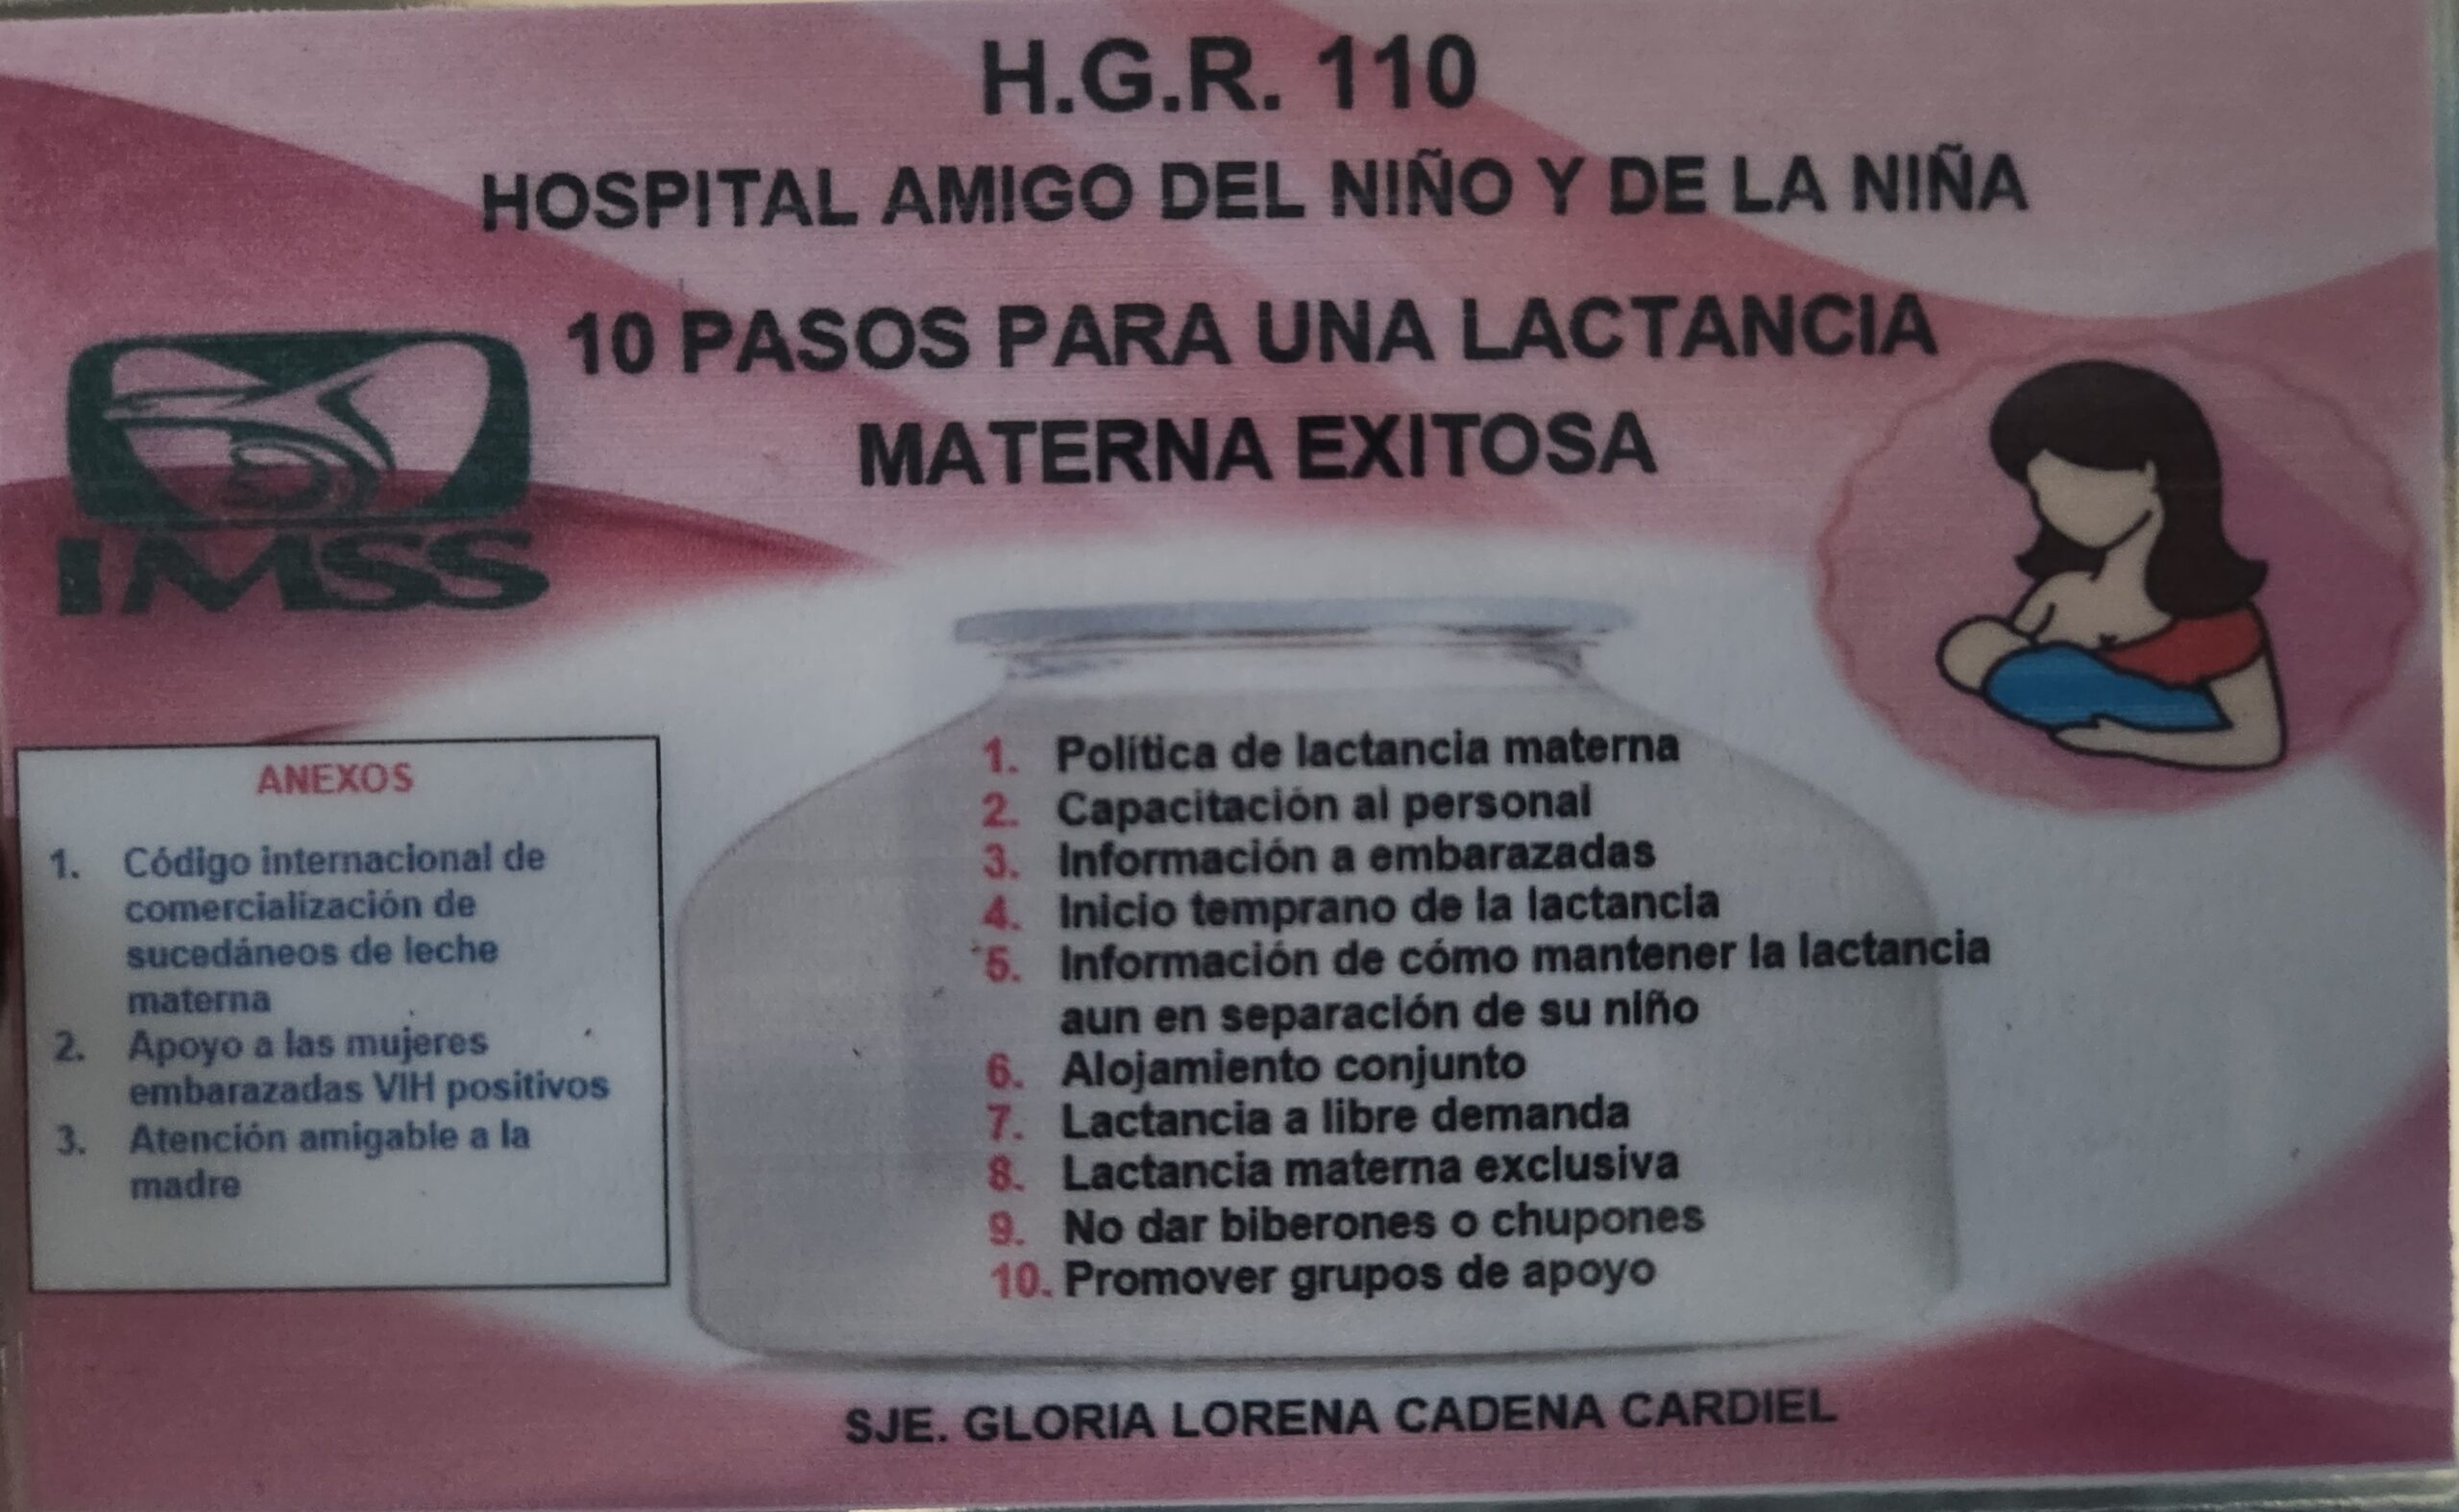 H.G.R. 110
HOSPITAL AMIGO DEL NIÑO Y DE LA NIÑA
10 PASOS PARA UNA LACTANCIA
MATERNA EXITOSA
IMSS
ANEXOS
1. Código internacional de
comercialización de
sucedáneos de leche
materna
2. Apoyo a las mujeres
embarazadas VIH positivos
3. Atención amigable a la
madre
1. Política de lactancia materna
2. Capacitación al personal
3. Información a embarazadas
4. Inicio temprano de la lactancia
5. Información de cómo mantener la lactancia
aun en separación de su niño
6. Alojamiento conjunto
7. Lactancia a libre demanda
8. Lactancia materna exclusiva
9. No dar biberones o chupones
10. Promover grupos de apoyo
SJE. GLORIA LORENA CADENA CARDIEL